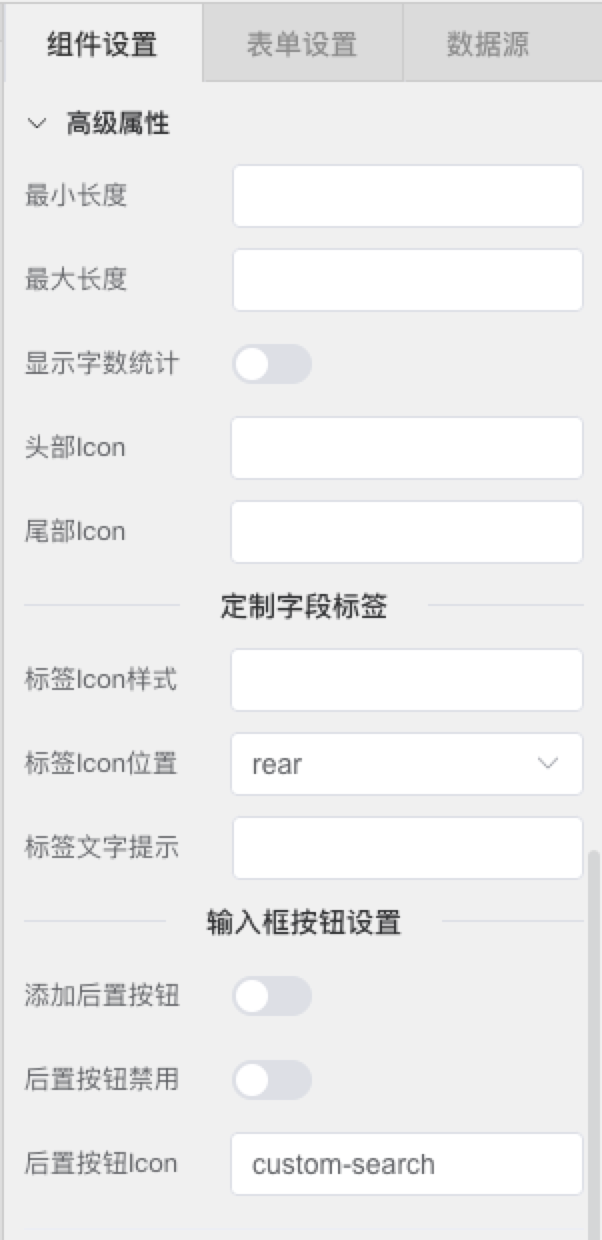 组件设置 表单设置 数据源
高级属性
最小长度
最大长度
显示字数统计
头部Icon
尾部Icon
定制字段标签
标签Icon样式
标签Icon位置 rear
标签文字提示
输入框按钮设置
添加后置按钮
后置按钮禁用
后置按钮Icon custom-search